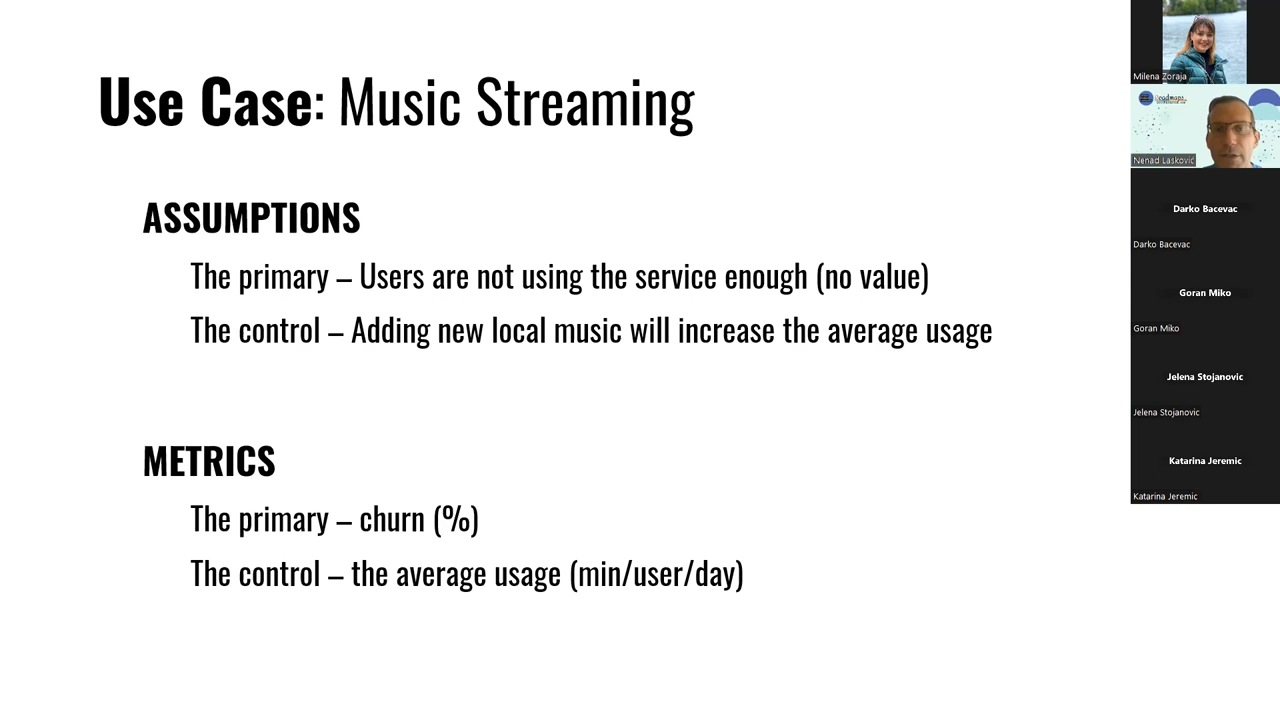 Use Case: Music Streaming
ASSUMPTIONS
The primary – Users are not using the service enough (no value)
The control – Adding new local music will increase the average usage
METRICS
The primary – churn (%)
The control – the average usage (min/user/day)
Milena Zoraja
Nenad Lasković
Darko Bacevac
Darko Bacevac
Goran Miko
Goran Miko
Jelena Stojanovic
Jelena Stojanovic
Katarina Jeremic
Katarina Jeremic